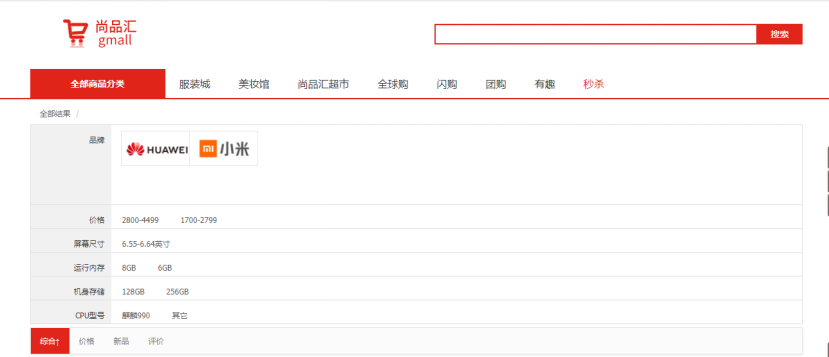 尚品汇
gmall
搜索
全部商品分类 服装城 美妆馆 尚品汇超市 全球购 闪购 团购 有趣 秒杀
全部结果 /
品牌 HUAWEI mi 小米
价格 2800-4499 1700-2799
屏幕尺寸 6.55-6.64英寸
运行内存 8GB 6GB
机身存储 128GB 256GB
CPU型号 麒麟990 其它
综合↑ 价格 新品 评价